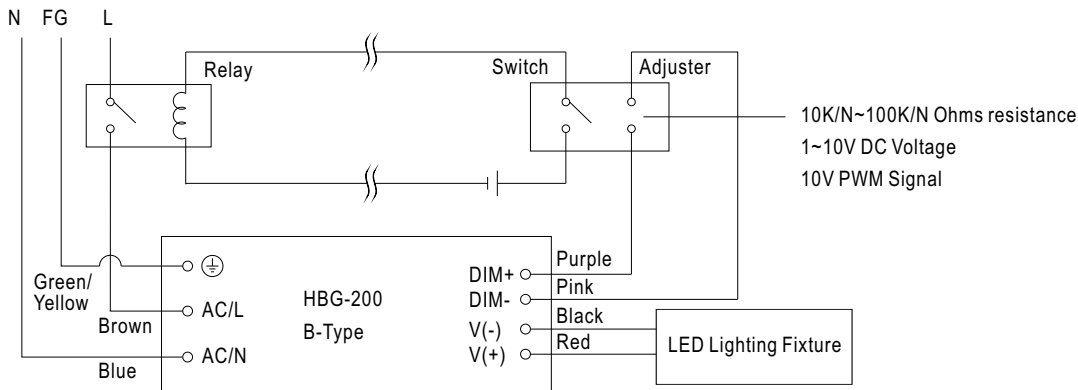 N FG L
Relay
Switch
Adjuster
10K/N~100K/N Ohms resistance
1~10V DC Voltage
10V PWM Signal
Green/
Yellow
Brown
Blue
AC/L
AC/N
HBG-200
B-Type
DIM+
DIM-
V(-)
V(+)
Purple
Pink
Black
Red
LED Lighting Fixture